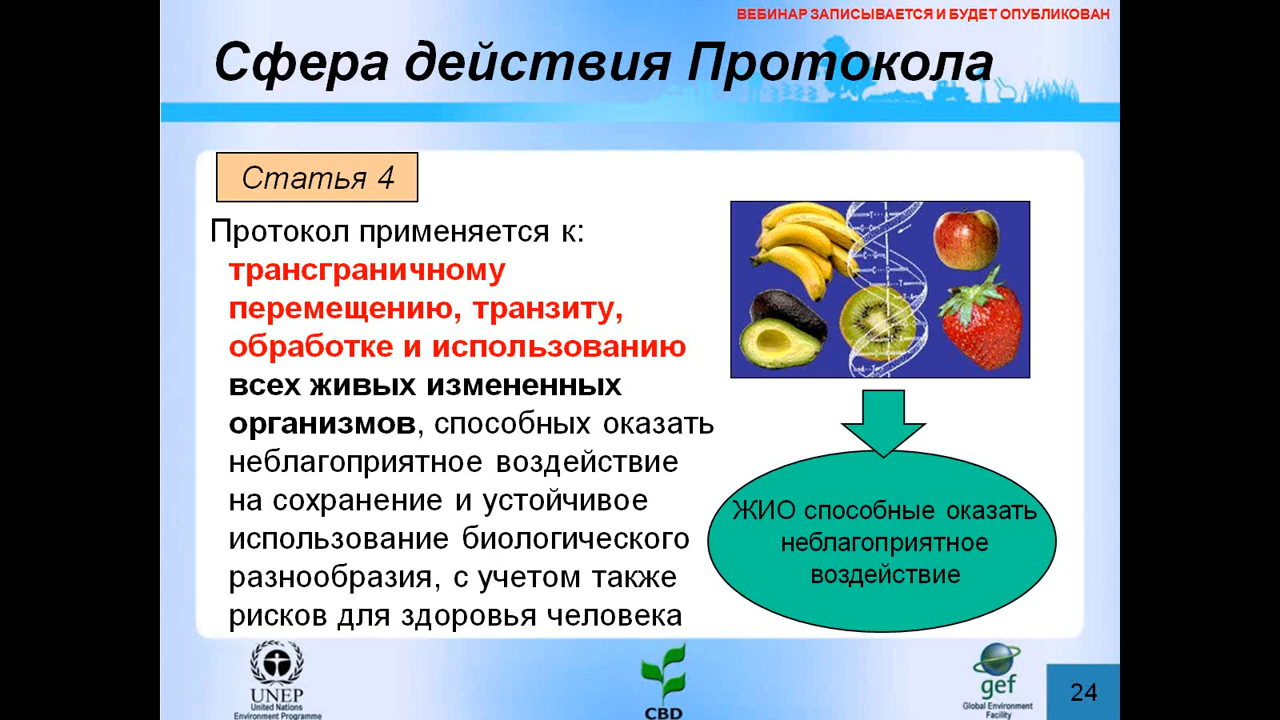 ВЕБИНАР ЗАПИСЫВАЕТСЯ И БУДЕТ ОПУБЛИКОВАН
Сфера действия Протокола
Статья 4
Протокол применяется к:
трансграничному
перемещению, транзиту,
обработке и использованию
всех живых измененных
организмов, способных оказать
неблагоприятное воздействие
на сохранение и устойчивое
использование биологического
разнообразия, с учетом также
рисков для здоровья человека
ЖИО способные оказать
неблагоприятное
воздействие
UNEP
United Nations
Environment Programme
CBD
gef
Global Environment
Facility
24